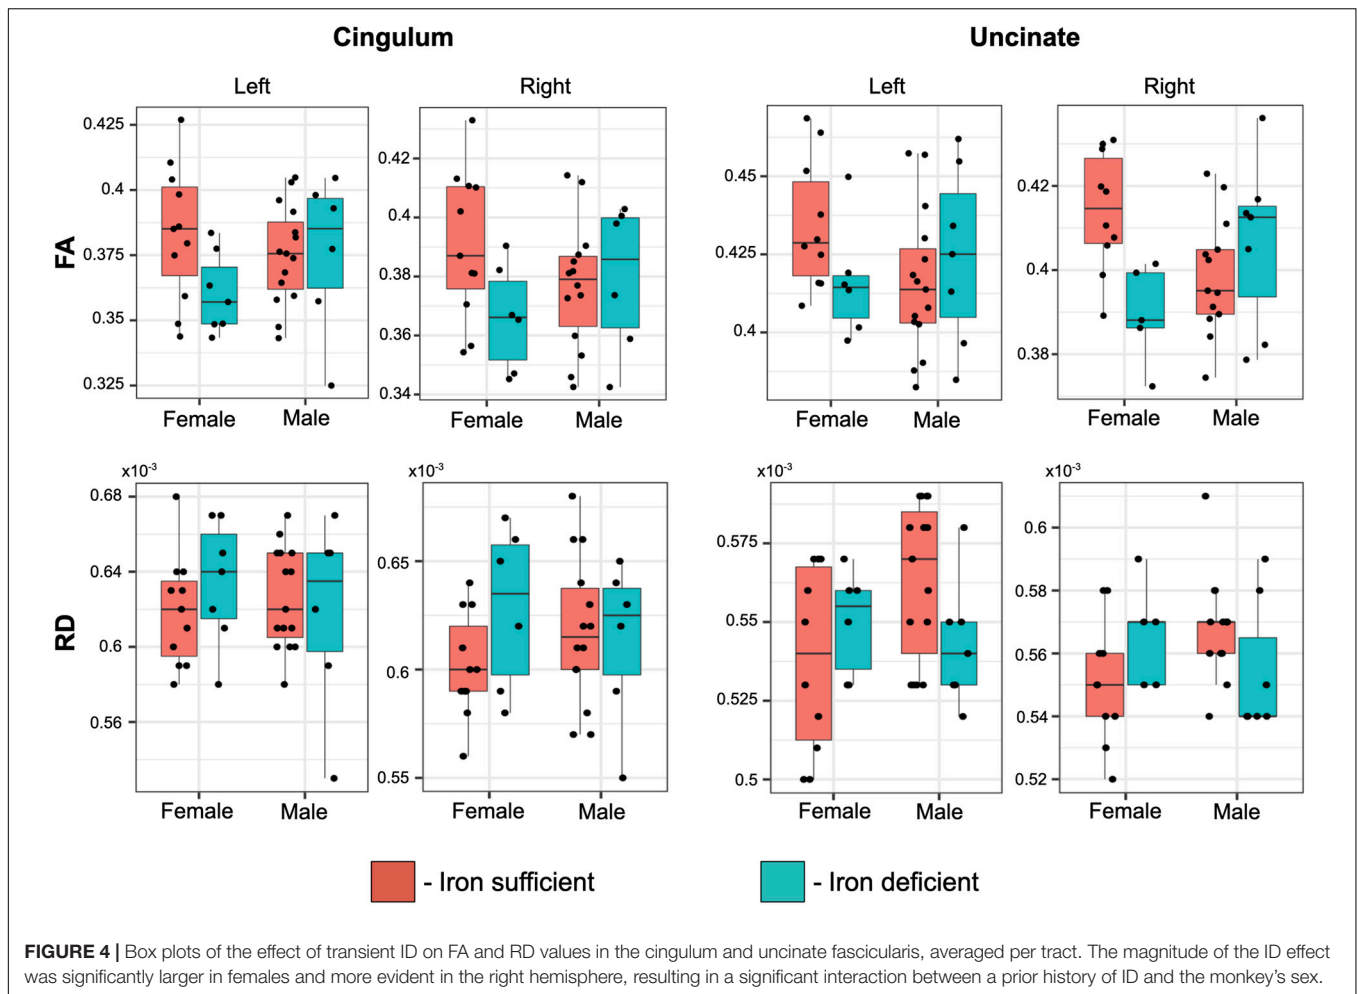 Cingulum
Uncinate
Left
Right
Left
Right
FA
0.425
0.4
0.375
0.35
0.325
Female
Male
0.42
0.4
0.38
0.36
0.34
Female
Male
0.45
0.425
0.4
Female
Male
0.42
0.4
0.38
Female
Male
RD
x10-3
0.68
0.64
0.6
0.56
Female
Male
x10-3
0.65
0.6
0.55
Female
Male
x10-3
0.575
0.55
0.525
0.5
Female
Male
x10-3
0.6
0.58
0.56
0.54
0.52
Female
Male
- Iron sufficient
- Iron deficient
FIGURE 4 | Box plots of the effect of transient ID on FA and RD values in the cingulum and uncinate fascicularis, averaged per tract. The magnitude of the ID effect
was significantly larger in females and more evident in the right hemisphere, resulting in a significant interaction between a prior history of ID and the monkey's sex.